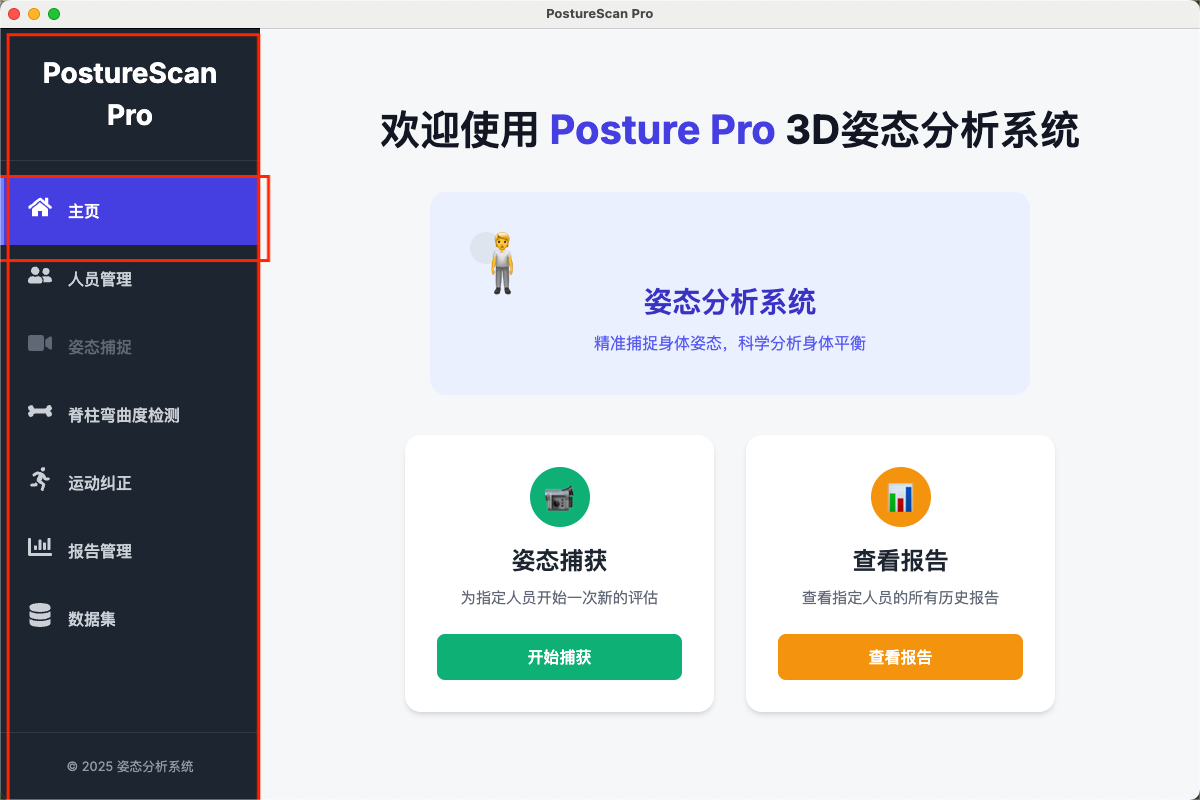 PostureScan Pro
PostureScan
Pro
主页
人员管理
姿态捕捉
脊柱弯曲度检测
运动纠正
报告管理
数据集
© 2025 姿态分析系统
欢迎使用 Posture Pro 3D姿态分析系统
姿态分析系统
精准捕捉身体姿态，科学分析身体平衡
姿态捕获
为指定人员开始一次新的评估
开始捕获
查看报告
查看指定人员的所有历史报告
查看报告